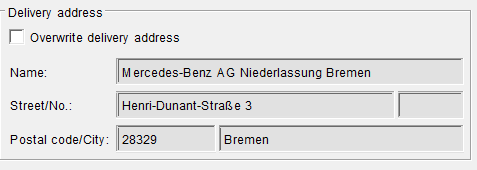 Delivery address
Overwrite delivery address
Name: Mercedes-Benz AG Niederlassung Bremen
Street/No.: Henri-Dunant-Straße 3
Postal code/City: 28329 Bremen